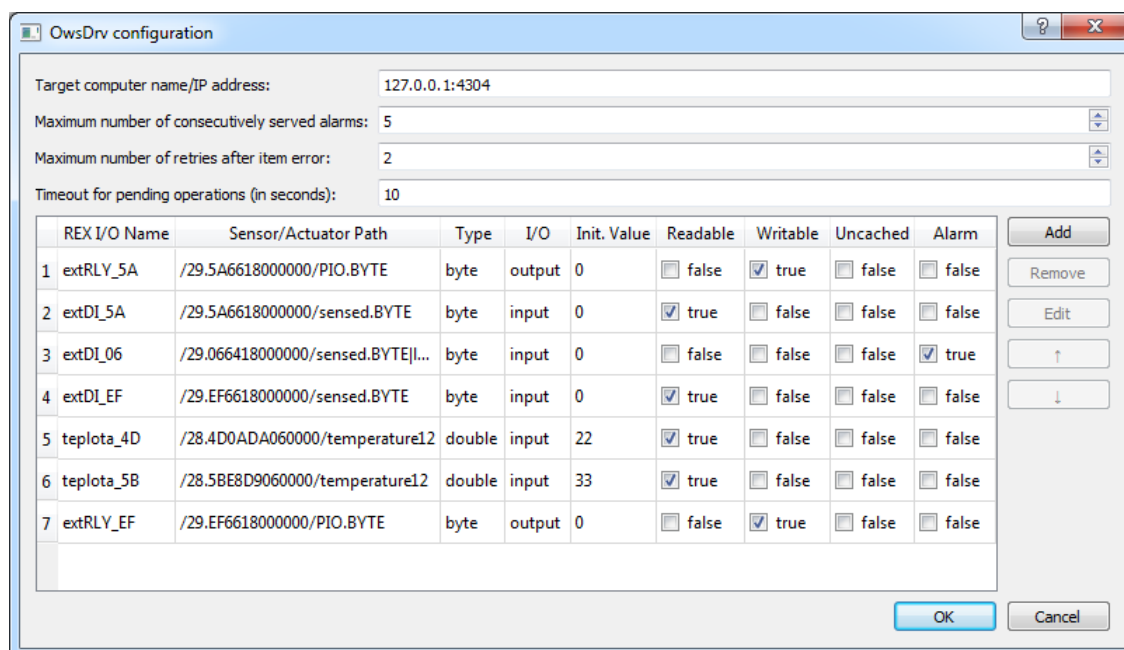 OwsDrv configuration
Target computer name/IP address: 127.0.0.1:4304
Maximum number of consecutively served alarms: 5
Maximum number of retries after item error: 2
Timeout for pending operations (in seconds): 10
REX I/O Name Sensor/Actuator Path Type I/O Init. Value Readable Writable Uncached Alarm Add
1 extRLY_5A /29.5A6618000000/PIO.BYTE byte output 0 false true false false Remove
2 extDI_5A /29.5A6618000000/sensed.BYTE byte input 0 true false false false Edit
3 extDI_06 /29.066418000000/sensed.BYTE|l... byte input 0 false false false true ↑
4 extDI_EF /29.EF6618000000/sensed.BYTE byte input 0 true false false false ↓
5 teplota_4D /28.4D0ADA060000/temperature12 double input 22 true false false false
6 teplota_5B /28.5BE8D9060000/temperature12 double input 33 true false false false
7 extRLY_EF /29.EF6618000000/PIO.BYTE byte output 0 false true false false
OK Cancel